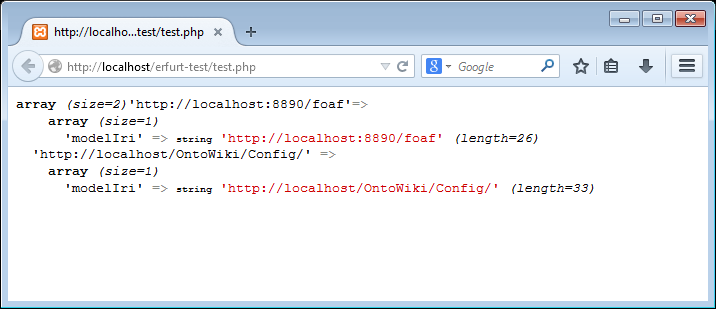 http://localho...test/test.php
http://localhost/erfurt-test/test.php
Google
array (size=2)'http://localhost:8890/foaf'=>
array (size=1)
'modelIri' => string 'http://localhost:8890/foaf' (length=26)
'http://localhost/OntoWiki/Config/' =>
array (size=1)
'modelIri' => string 'http://localhost/OntoWiki/Config/' (length=33)